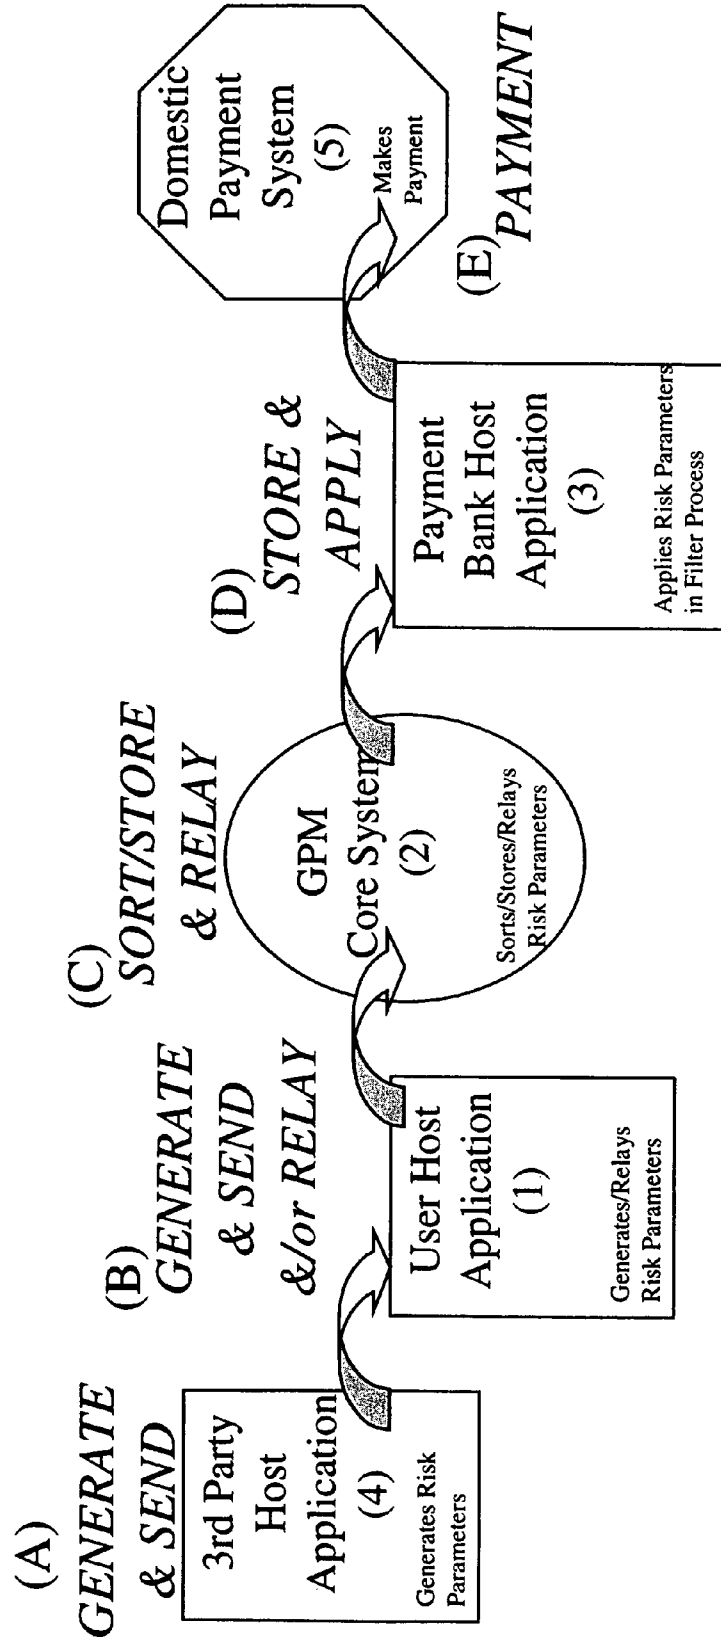 (A)
GENERATE
& SEND
3rd Party
Host
Application
(4)
Generates Risk
Parameters
(B)
GENERATE
& SEND
&/or RELAY
User Host
Application
(1)
Generates/Relays
Risk Parameters
(C)
SORT/STORE
& RELAY
GPM
Core System
(2)
Sorts/Stores/Relays
Risk Parameters
(D)
STORE &
APPLY
Payment
Bank Host
Application
(3)
Applies Risk Parameters
in Filter Process
Domestic
Payment
System
(5)
Makes
Payment
(E)
PAYMENT